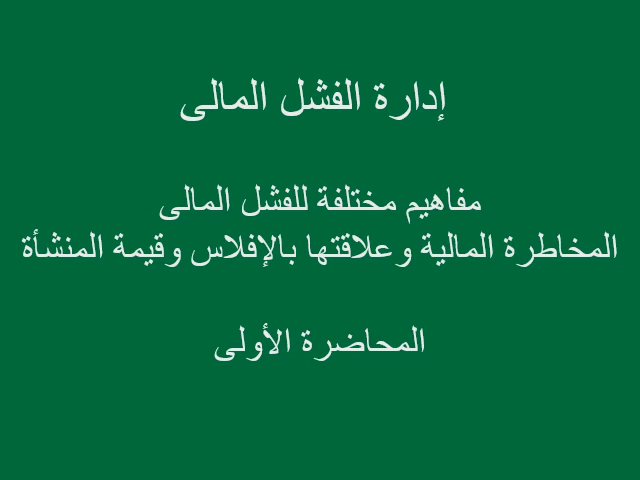 إدارة الفشل المالى
مفاهيم مختلفة للفشل المالى
المخاطرة المالية وعلاقتها بالإفلاس وقيمة المنشأة
المحاضرة الأولى